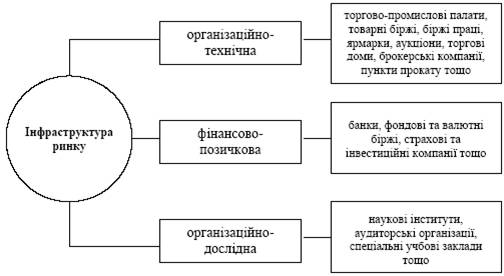 Інфраструктура
ринку
організаційно-
технічна
торгово-промислові палати,
товарні біржі, біржі праці,
ярмарки, аукціони, торгові
доми, брокерські компанії,
пункти прокату тощо
фінансово-
позичкова
банки, фондові та валютні
біржі, страхові та
інвестиційні компанії тощо
організаційно-
дослідна
наукові інститути,
аудиторські організації,
спеціальні учбові заклади
тощо